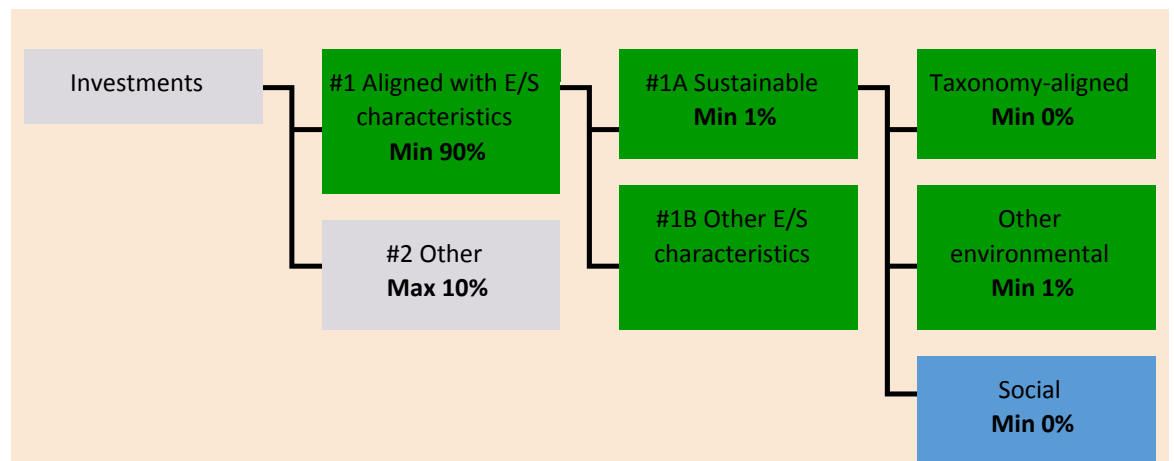 Investments
#1 Aligned with E/S
characteristics
Min 90%
#2 Other
Max 10%
#1A Sustainable
Min 1%
#1B Other E/S
characteristics
Taxonomy-aligned
Min 0%
Other
environmental
Min 1%
Social
Min 0%